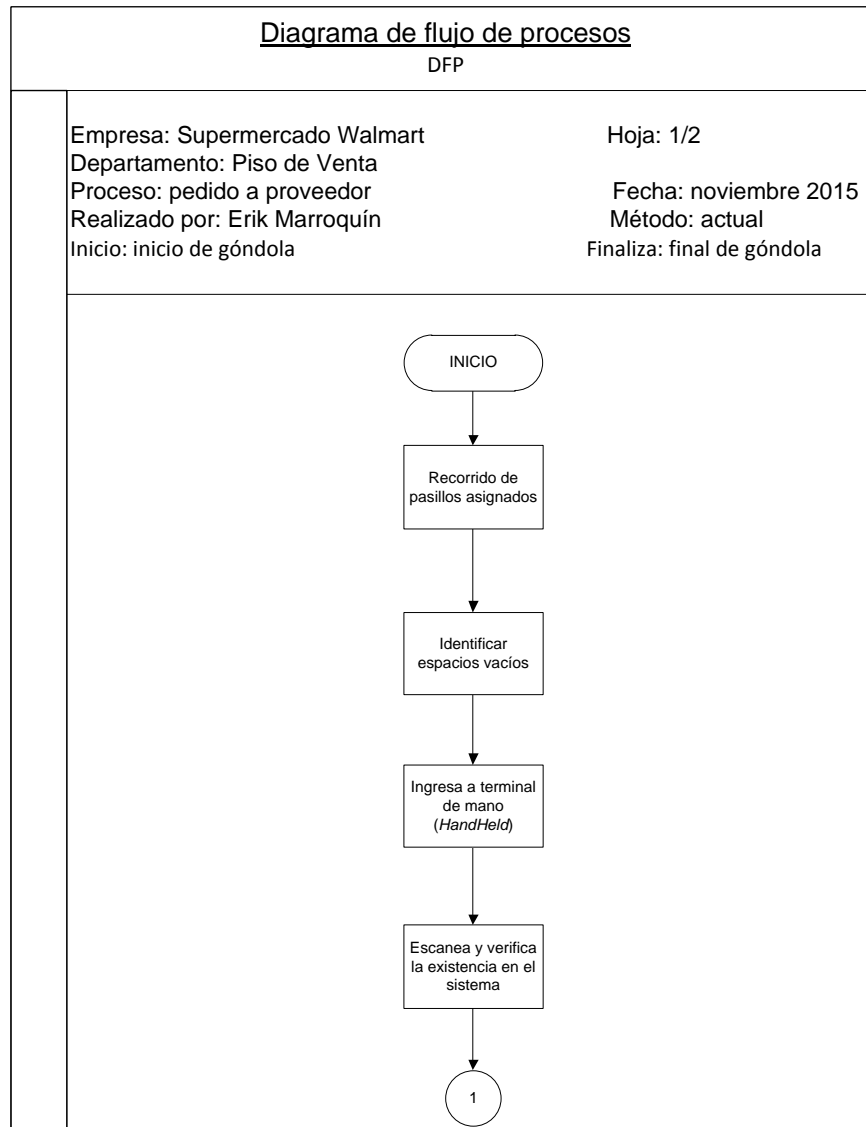 Diagrama de flujo de procesos
DFP
Empresa: Supermercado Walmart Hoja: 1/2
Departamento: Piso de Venta
Proceso: pedido a proveedor Fecha: noviembre 2015
Realizado por: Erik Marroquín Método: actual
Inicio: inicio de góndola Finaliza: final de góndola
INICIO
Recorrido de
pasillos asignados
Identificar
espacios vacíos
Ingresa a terminal
de mano
(HandHeld)
Escanea y verifica
la existencia en el
sistema
1